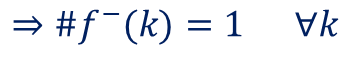 ⇒ #f⁻(k) = 1 ∀k